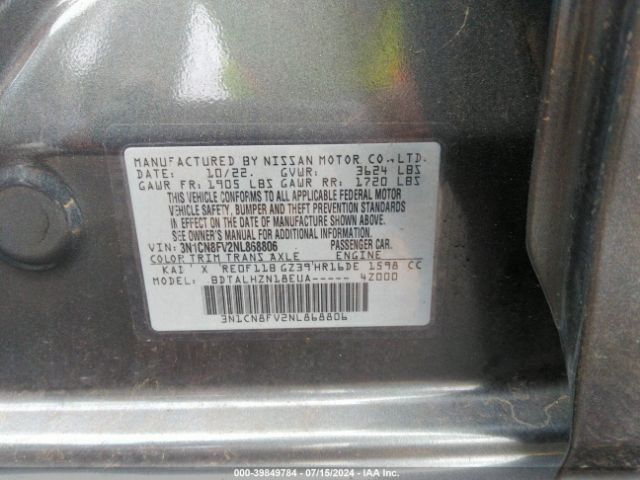 MANUFACTURED BY NISSAN MOTOR CO.,LTD.
DATE: 10/22. GVWR: 3624 LBS
GAWR FR: 1905 LBS GAWR RR: 1720 LBS
THIS VEHICLE CONFORMS TO ALL APPLICABLE FEDERAL MOTOR
VEHICLE SAFETY, BUMPER AND THEFT PREVENTION STANDARDS
IN EFFECT ON THE DATE OF MANUFACTURE SHOWN ABOVE.
SEE OWNER'S MANUAL FOR ADDITIONAL INFORMATION
VIN: 3N1CN8FV2NL868806 PASSENGER CAR.
COLOR TRIM TRANS AXLE ENGINE
KAD X RE0F11B GZ39 HR16DE 1598 CC
MODEL: BDTALHZN18EUA----- 42000
3N1CN8FV2NL868806
000-39849784 - 07/15/2024 - IAA Inc.